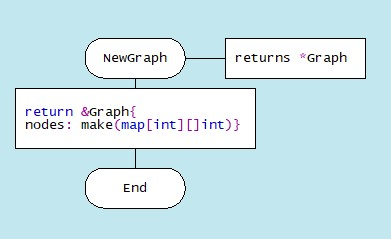 NewGraph
returns *Graph
return &Graph{
nodes: make(map[int][]int)}
End